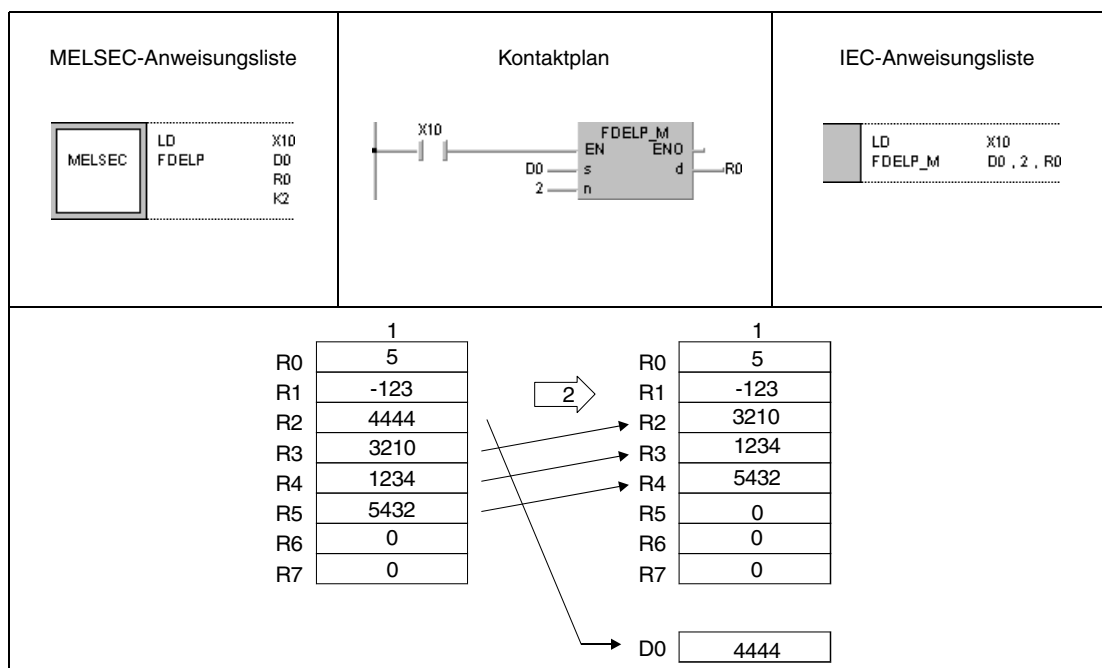 MELSEC-Anweisungsliste
Kontaktplan
IEC-Anweisungsliste
MELSEC
LD X10
FDELP D0
R0
K2
X10
FDELP_M
EN ENO
D0 s d R0
2 n
LD X10
FDELP_M D0 , 2 , R0
1 1
R0 5 R0 5
R1 -123 2 R1 -123
R2 4444 R2 3210
R3 3210 R3 1234
R4 1234 R4 5432
R5 5432 R5 0
R6 0 R6 0
R7 0 R7 0
D0 4444